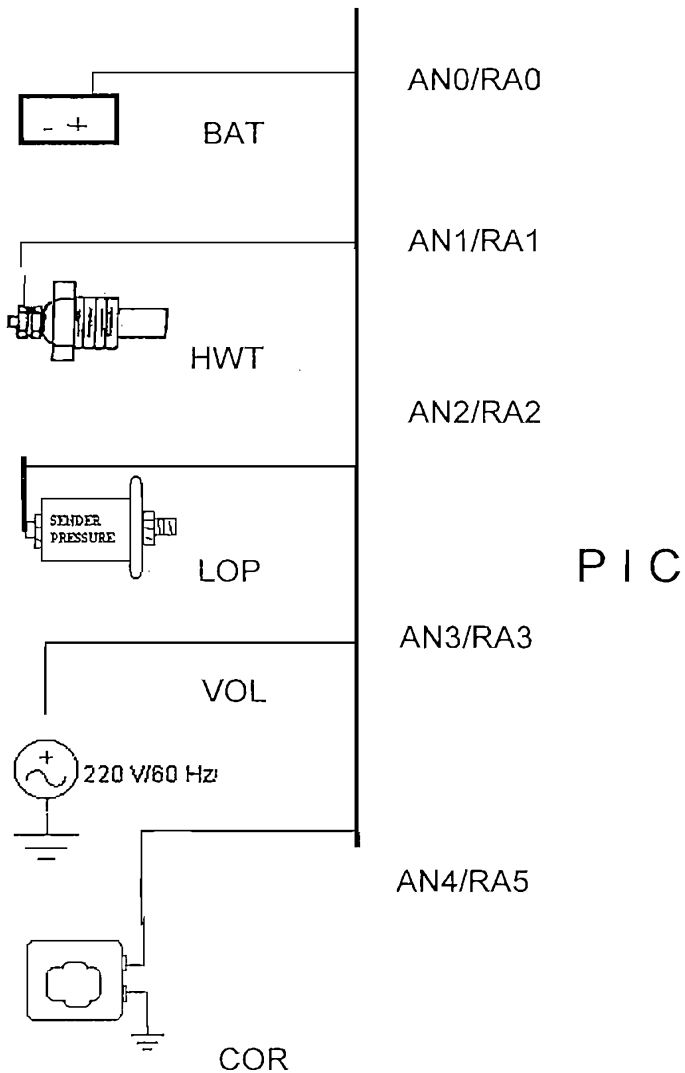 AN0/RA0
- +
BAT
AN1/RA1
HWT
AN2/RA2
SENDER
PRESSURE
LOP
P I C
AN3/RA3
VOL
+
220 V/60 Hz
AN4/RA5
COR